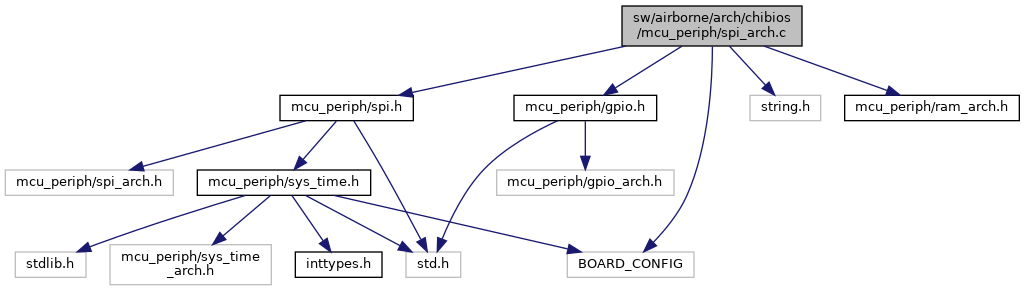 sw/airborne/arch/chibios
/mcu_periph/spi_arch.c
mcu_periph/spi.h
mcu_periph/gpio.h
string.h
mcu_periph/ram_arch.h
mcu_periph/spi_arch.h
mcu_periph/sys_time.h
mcu_periph/gpio_arch.h
stdlib.h
mcu_periph/sys_time
_arch.h
inttypes.h
std.h
BOARD_CONFIG